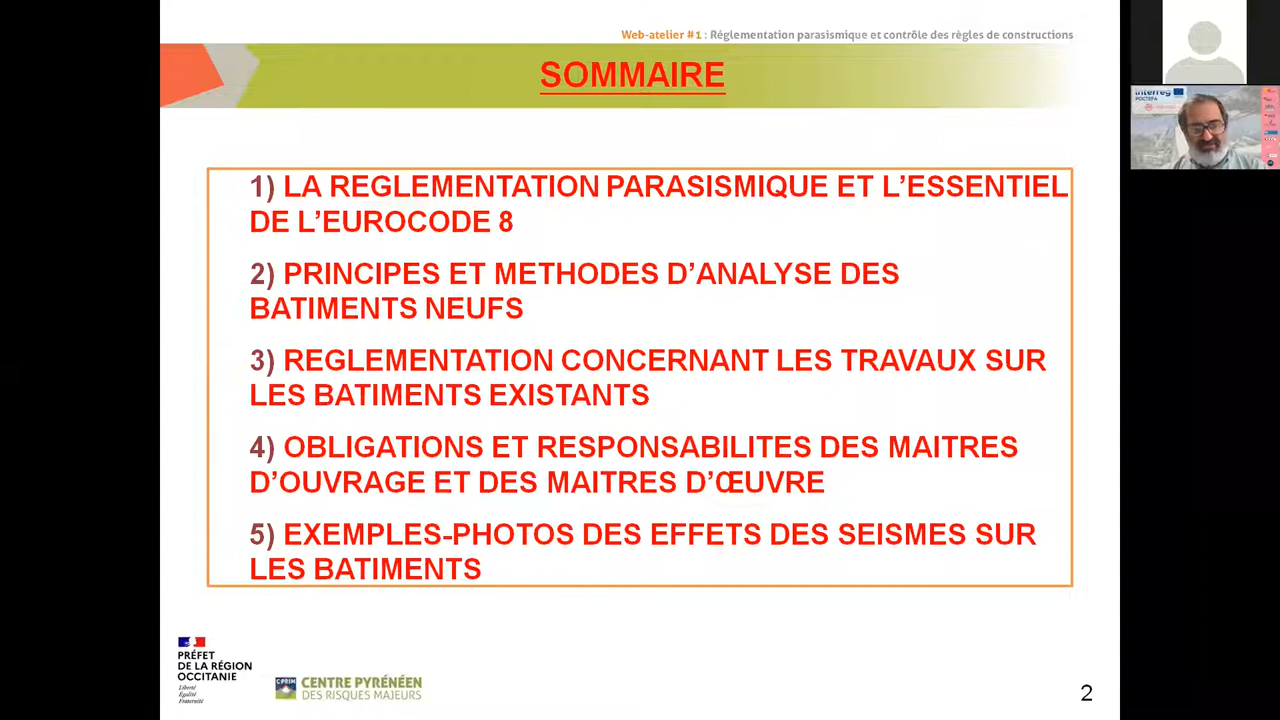 Web-atelier #1 : Réglementation parasismique et contrôle des règles de constructions
SOMMAIRE
1) LA REGLEMENTATION PARASISMIQUE ET L’ESSENTIEL
DE L’EUROCODE 8
2) PRINCIPES ET METHODES D’ANALYSE DES
BATIMENTS NEUFS
3) REGLEMENTATION CONCERNANT LES TRAVAUX SUR
LES BATIMENTS EXISTANTS
4) OBLIGATIONS ET RESPONSABILITES DES MAITRES
D’OUVRAGE ET DES MAITRES D’ŒUVRE
5) EXEMPLES-PHOTOS DES EFFETS DES SEISMES SUR
LES BATIMENTS
PRÉFET
DE LA RÉGION
OCCITANIE
Liberté
Égalité
Fraternité
CENTRE PYRÉNÉEN
DES RISQUES MAJEURS
2
Interreg
POCTEFA